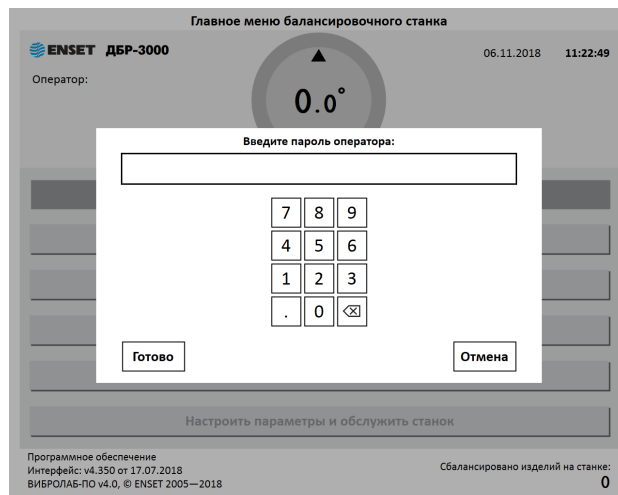 Главное меню балансировочного станка
ENSET ДБР-3000
06.11.2018 11:22:49
Оператор:
0.0°
Введите пароль оператора:
7 8 9
4 5 6
1 2 3
. 0
Готово
Отмена
Настроить параметры и обслужить станок
Программное обеспечение
Интерфейс: v4.350 от 17.07.2018
ВИБРОЛАБ-ПО v4.0, © ENSET 2005—2018
Сбалансировано изделий на станке:
0